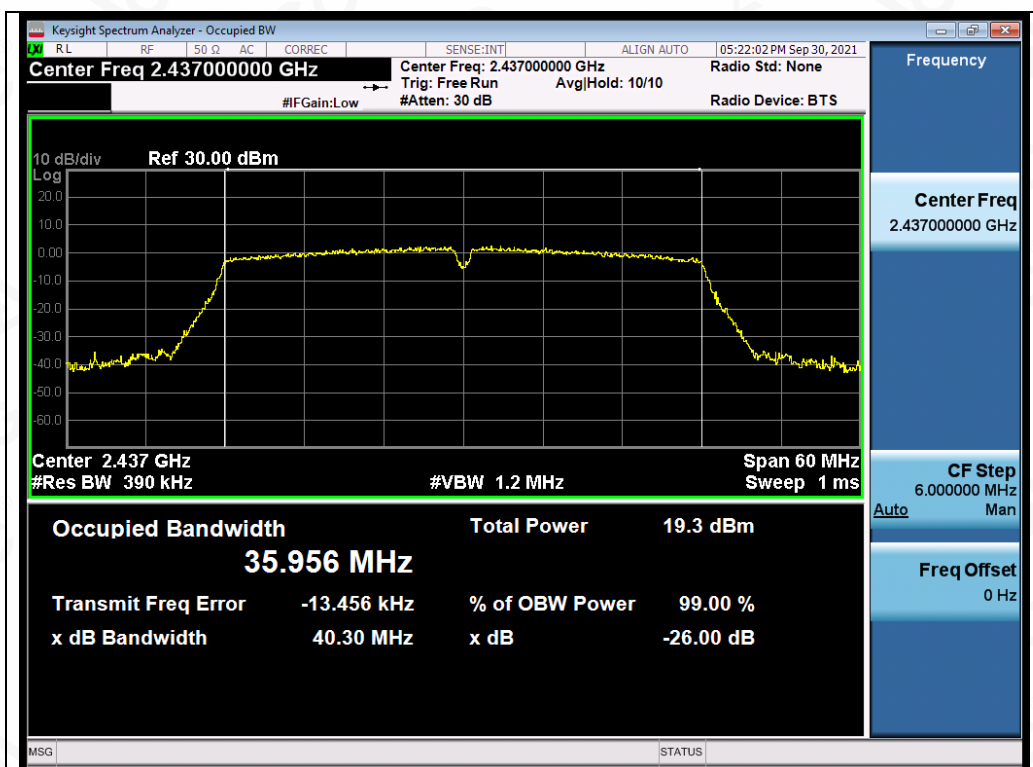 Keysight Spectrum Analyzer - Occupied BW
LXI RL RF 50 Ω AC CORREC SENSE:INT ALIGN AUTO 05:22:02 PM Sep 30, 2021
Center Freq 2.437000000 GHz
Center Freq: 2.437000000 GHz
Radio Std: None
Trig: Free Run Avg|Hold: 10/10
#IFGain:Low #Atten: 30 dB Radio Device: BTS
10 dB/div Ref 30.00 dBm
Log
20.0
10.0
0.00
-10.0
-20.0
-30.0
-40.0
-50.0
-60.0
Center 2.437 GHz Span 60 MHz
#Res BW 390 kHz #VBW 1.2 MHz Sweep 1 ms
Occupied Bandwidth Total Power 19.3 dBm
35.956 MHz
Transmit Freq Error -13.456 kHz % of OBW Power 99.00 %
x dB Bandwidth 40.30 MHz x dB -26.00 dB
MSG STATUS
Frequency
Center Freq
2.437000000 GHz
CF Step
6.000000 MHz
Auto Man
Freq Offset
0 Hz